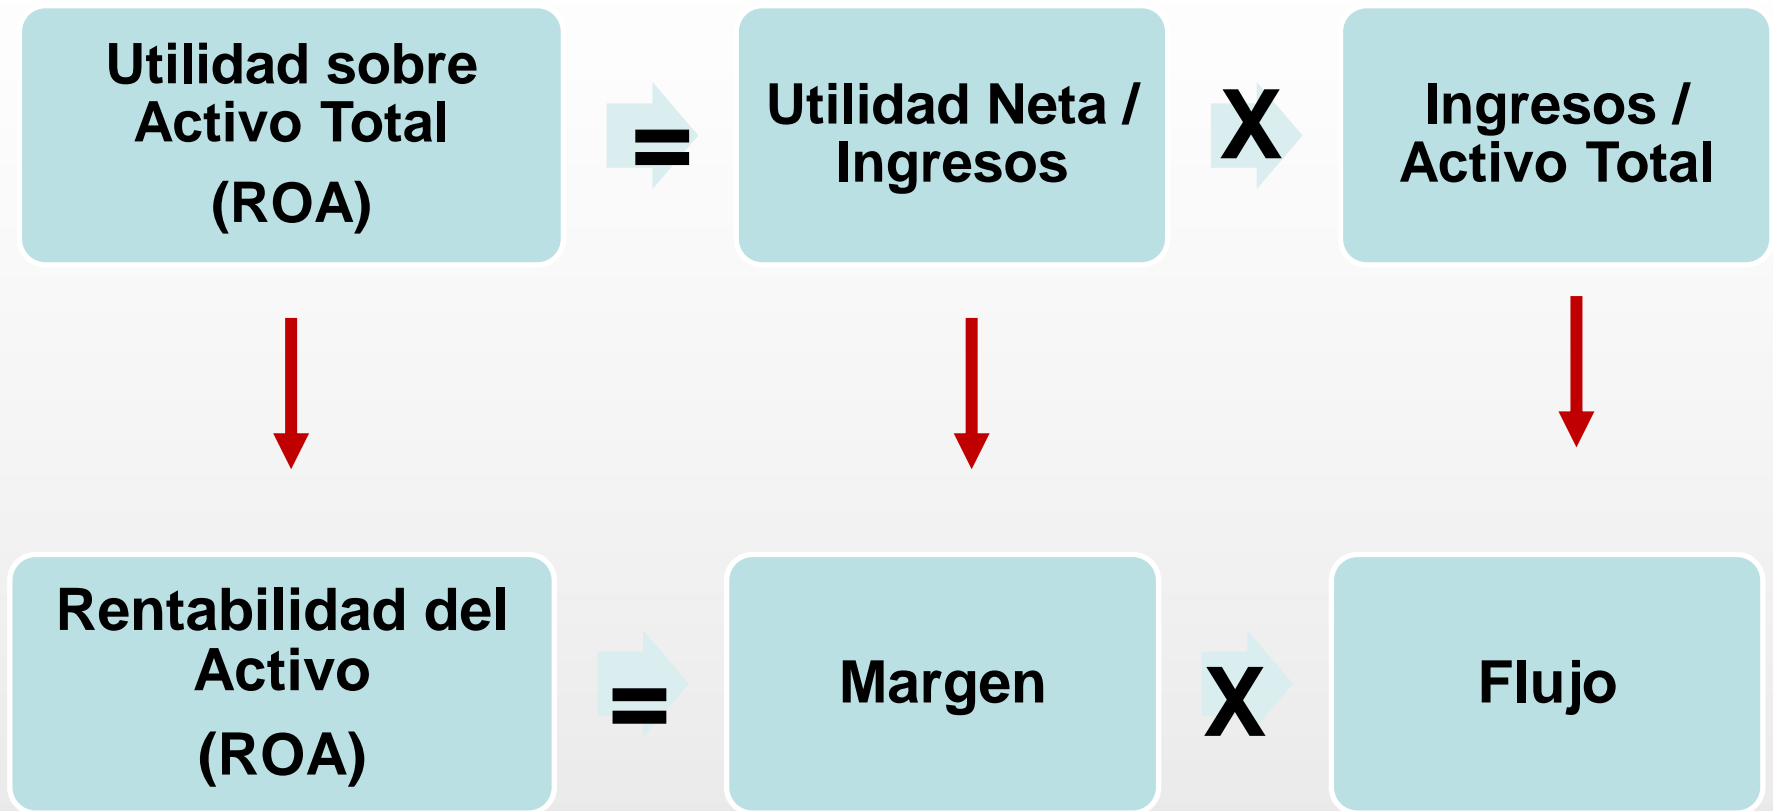 Utilidad sobre
Activo Total
(ROA)
=
Utilidad Neta /
Ingresos
X
Ingresos /
Activo Total
Rentabilidad del
Activo
(ROA)
=
Margen
X
Flujo